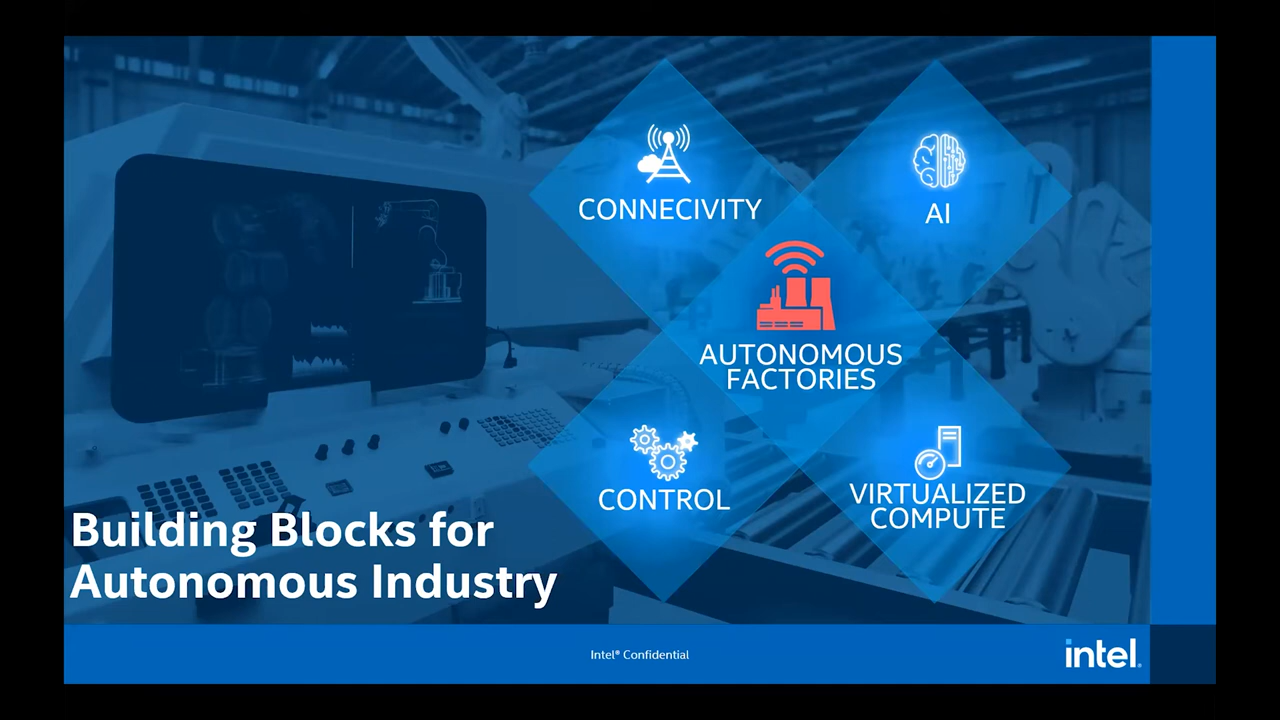 CONNECIVITY
AI
AUTONOMOUS
FACTORIES
CONTROL
VIRTUALIZED
COMPUTE
Building Blocks for
Autonomous Industry
Intel® Confidential
intel.